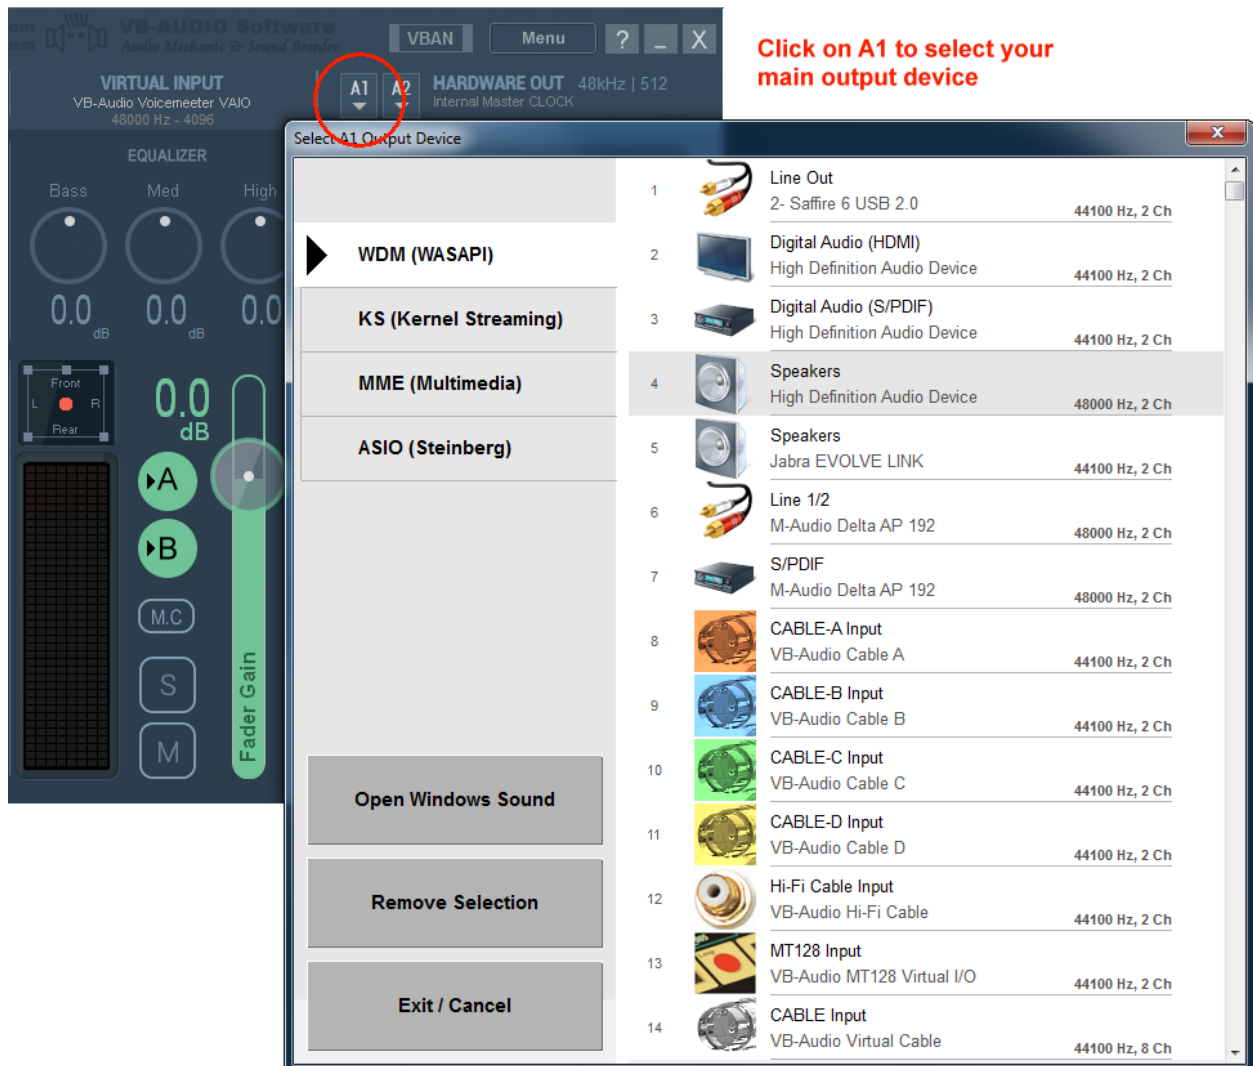 VB-AUDIO Software
Audio Mechanic & Sound Breeder
VBAN
Menu
?
_
X
Click on A1 to select your
main output device
VIRTUAL INPUT
VB-Audio Voicemeeter VAIO
48000 Hz - 4096
A1
A2
HARDWARE OUT 48kHz | 512
Internal Master CLOCK
Select A1 Output Device
EQUALIZER
Bass
Med
High
0.0
dB
0.0
dB
0.0
Front
L
R
Rear
0.0
dB
A
B
M.C
S
M
Fader Gain
WDM (WASAPI)
KS (Kernel Streaming)
MME (Multimedia)
ASIO (Steinberg)
Open Windows Sound
Remove Selection
Exit / Cancel
1
Line Out
2- Saffire 6 USB 2.0
44100 Hz, 2 Ch
2
Digital Audio (HDMI)
High Definition Audio Device
44100 Hz, 2 Ch
3
Digital Audio (S/PDIF)
High Definition Audio Device
44100 Hz, 2 Ch
4
Speakers
High Definition Audio Device
48000 Hz, 2 Ch
5
Speakers
Jabra EVOLVE LINK
44100 Hz, 2 Ch
6
Line 1/2
M-Audio Delta AP 192
48000 Hz, 2 Ch
7
S/PDIF
M-Audio Delta AP 192
48000 Hz, 2 Ch
8
CABLE-A Input
VB-Audio Cable A
44100 Hz, 2 Ch
9
CABLE-B Input
VB-Audio Cable B
44100 Hz, 2 Ch
10
CABLE-C Input
VB-Audio Cable C
44100 Hz, 2 Ch
11
CABLE-D Input
VB-Audio Cable D
44100 Hz, 2 Ch
12
Hi-Fi Cable Input
VB-Audio Hi-Fi Cable
44100 Hz, 2 Ch
13
MT128 Input
VB-Audio MT128 Virtual I/O
44100 Hz, 2 Ch
14
CABLE Input
VB-Audio Virtual Cable
44100 Hz, 8 Ch